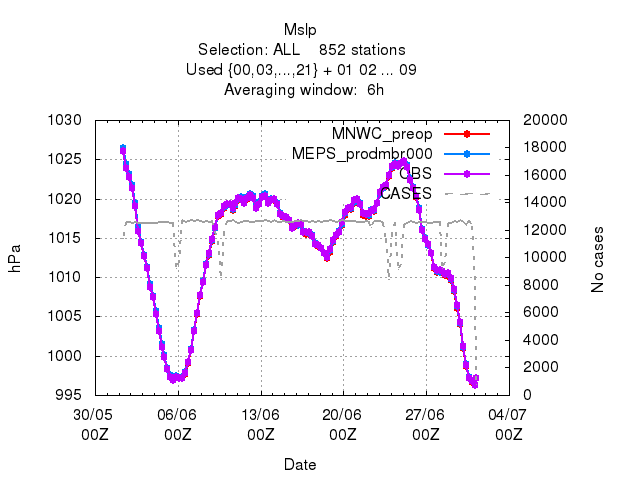 Mslp
Selection: ALL    852 stations
Used {00,03,...,21} + 01 02 ... 09
Averaging window:  6h
1030
1025
1020
1015
1010
1005
1000
995
hPa
20000
18000
16000
14000
12000
10000
8000
6000
4000
2000
0
No cases
MNWC_preop
MEPS_prodmbr000
OBS
CASES
30/05 06/06 13/06 20/06 27/06 04/07
00Z 00Z 00Z 00Z 00Z 00Z
Date